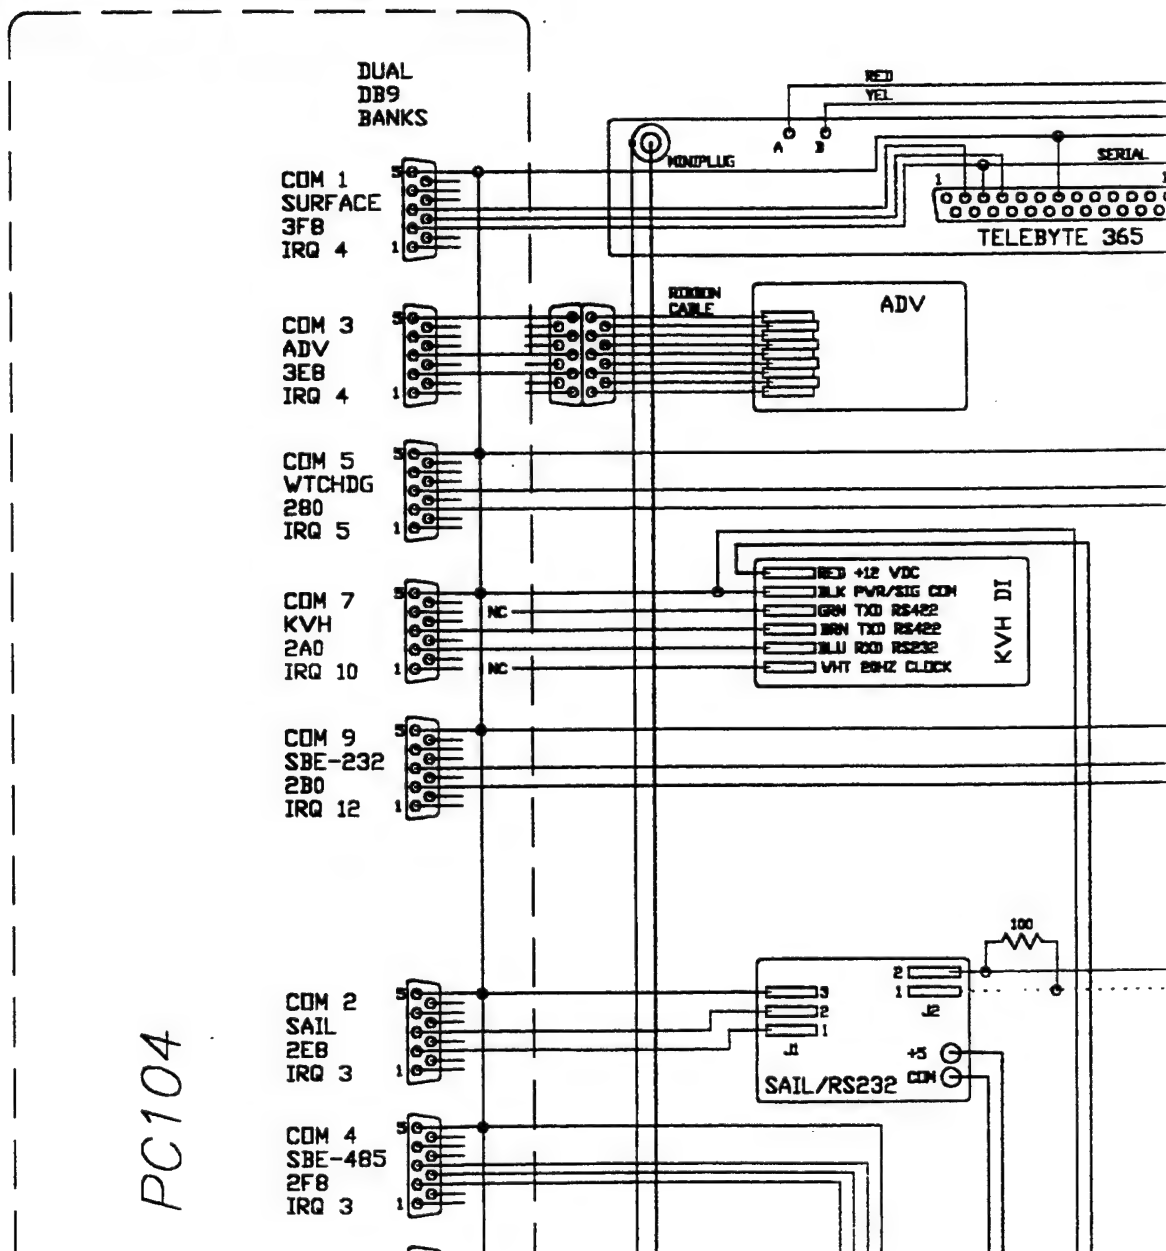 DUAL
DB9
BANKS
RED
YEL
A
B
MINIPLUG
SERIAL
1
1
TELEBYTE 365
COM 1
SURFACE
3F8
IRQ 4
5
1
RIBBON
CABLE
ADV
COM 3
ADV
3E8
IRQ 4
5
1
COM 5
WTCHDG
280
IRQ 5
5
1
COM 7
KVH
2A0
IRQ 10
5
1
NC
NC
RED +12 VDC
BLK PWR/SIG COM
GRN TXD RS422
BRN TXD RS422
BLU RXD RS232
WHT 20HZ CLOCK
KVH DI
COM 9
SBE-232
2B0
IRQ 12
5
1
100
COM 2
SAIL
2E8
IRQ 3
5
1
3
2
1
J1
2
1
J2
+5
COM
SAIL/RS232
PC104
COM 4
SBE-485
2F8
IRQ 3
5
1